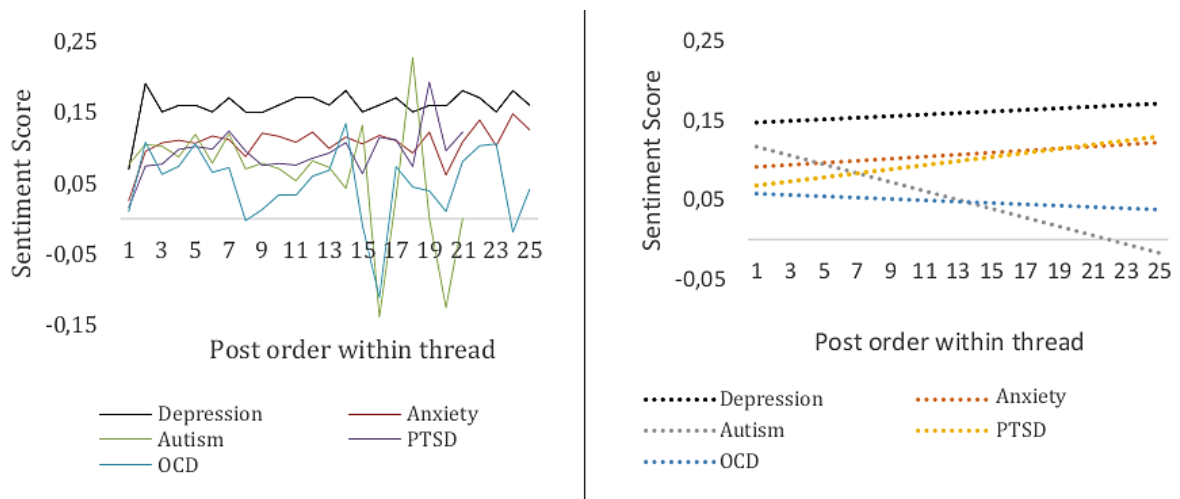 0,25
0,15
0,05
-0,05
-0,15
Sentiment Score
1 3 5 7 9 11 13 15 17 19 21 23 25
Post order within thread
Depression Anxiety
Autism PTSD
OCD
0,25
0,15
0,05
-0,05
Sentiment Score
1 3 5 7 9 11 13 15 17 19 21 23 25
Post order within thread
Depression Anxiety
Autism PTSD
OCD